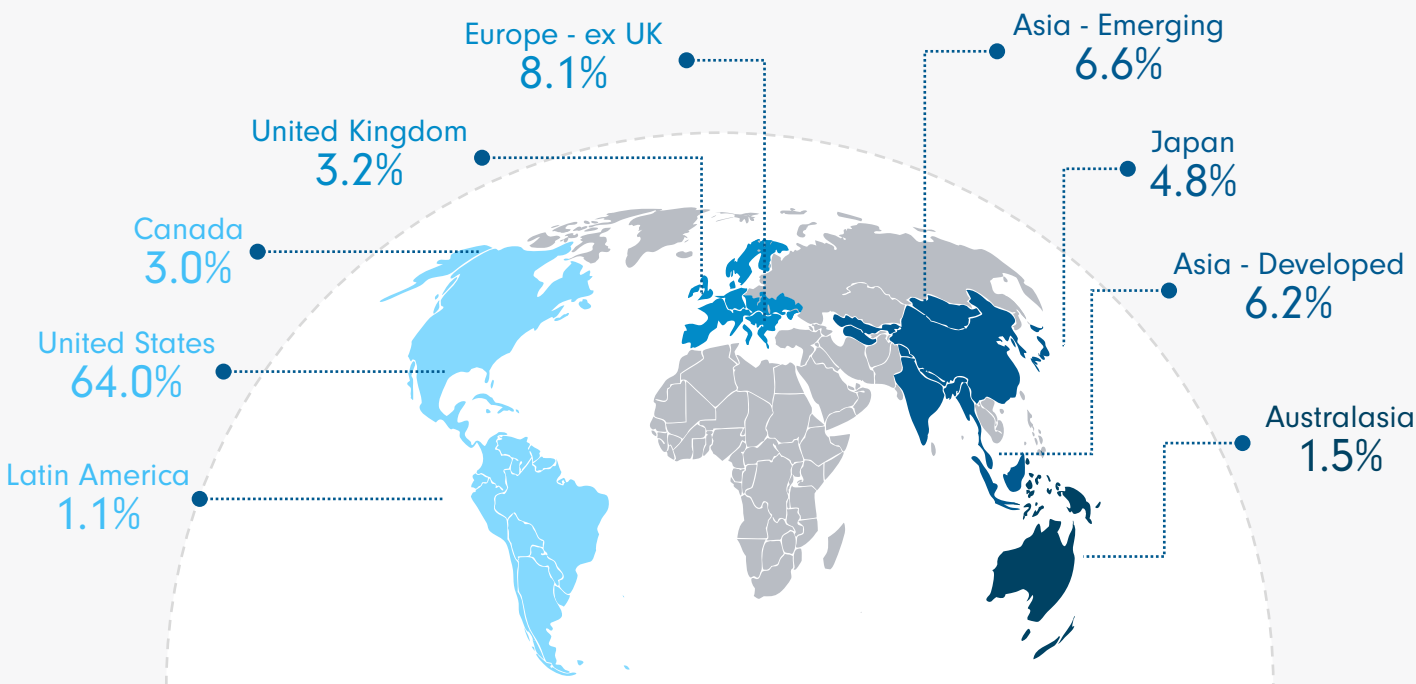 Europe - ex UK
8.1%
Asia - Emerging
6.6%
United Kingdom
3.2%
Japan
4.8%
Canada
3.0%
Asia - Developed
6.2%
United States
64.0%
Australasia
1.5%
Latin America
1.1%